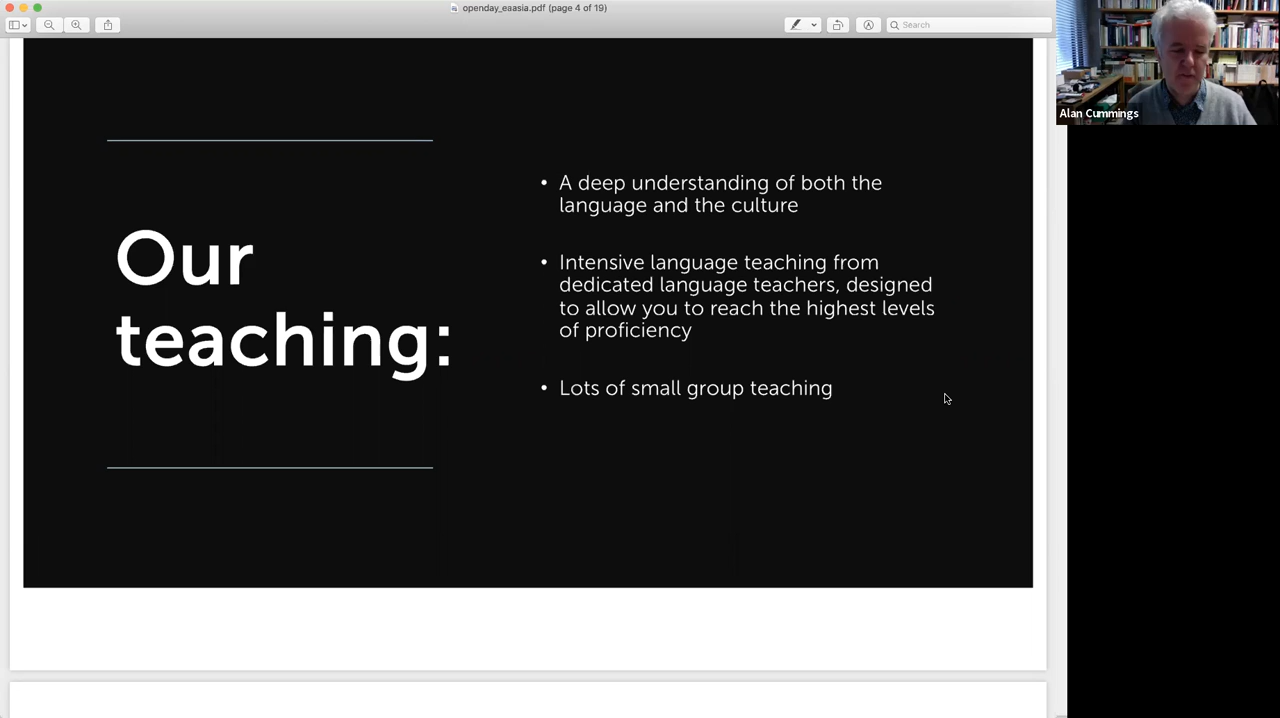 openday_eaasia.pdf (page 4 of 19)
Search
Alan Cummings
Our
teaching:
• A deep understanding of both the
language and the culture
• Intensive language teaching from
dedicated language teachers, designed
to allow you to reach the highest levels
of proficiency
• Lots of small group teaching